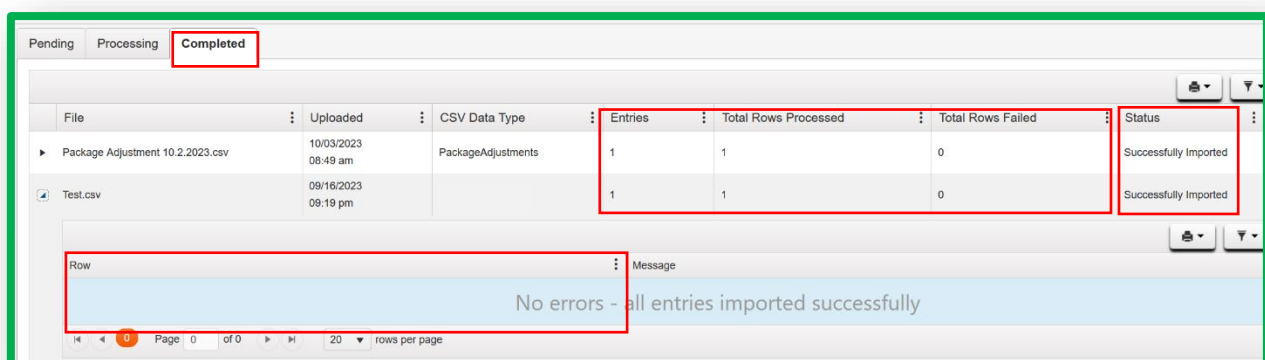 Pending Processing Completed
File Uploaded CSV Data Type Entries Total Rows Processed Total Rows Failed Status
Package Adjustment 10.2.2023.csv 10/03/2023 08:49 am PackageAdjustments 1 1 0 Successfully Imported
Test.csv 09/16/2023 09:19 pm 1 1 0 Successfully Imported
Row Message
No errors - all entries imported successfully
0 Page 0 of 0 20 rows per page